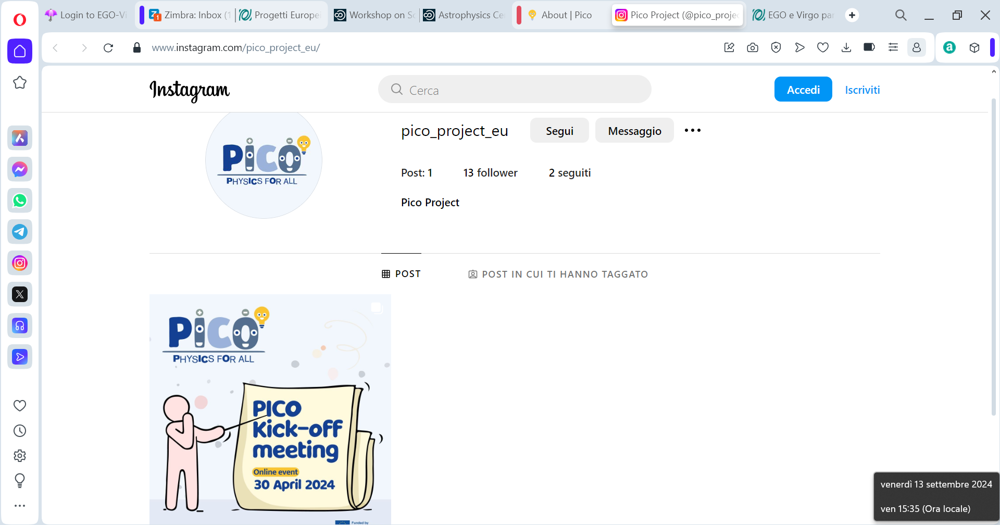 Login to EGO-Vi
Zimbra: Inbox (1
Progetti Europei
Workshop on Sc
Astrophysics Ce
About | Pico
Pico Project (@pico_projec
EGO e Virgo par
www.instagram.com/pico_project_eu/
Instagram
Cerca
Accedi
Iscriviti
PiCO
PHYSICS FOR ALL
pico_project_eu
Segui
Messaggio
Post: 1
13 follower
2 seguiti
Pico Project
POST
POST IN CUI TI HANNO TAGGATO
PiCO
PHYSICS FOR ALL
PICO
Kick-off
meeting
Online event
30 April 2024
Funded by
venerdì 13 settembre 2024
ven 15:35 (Ora locale)